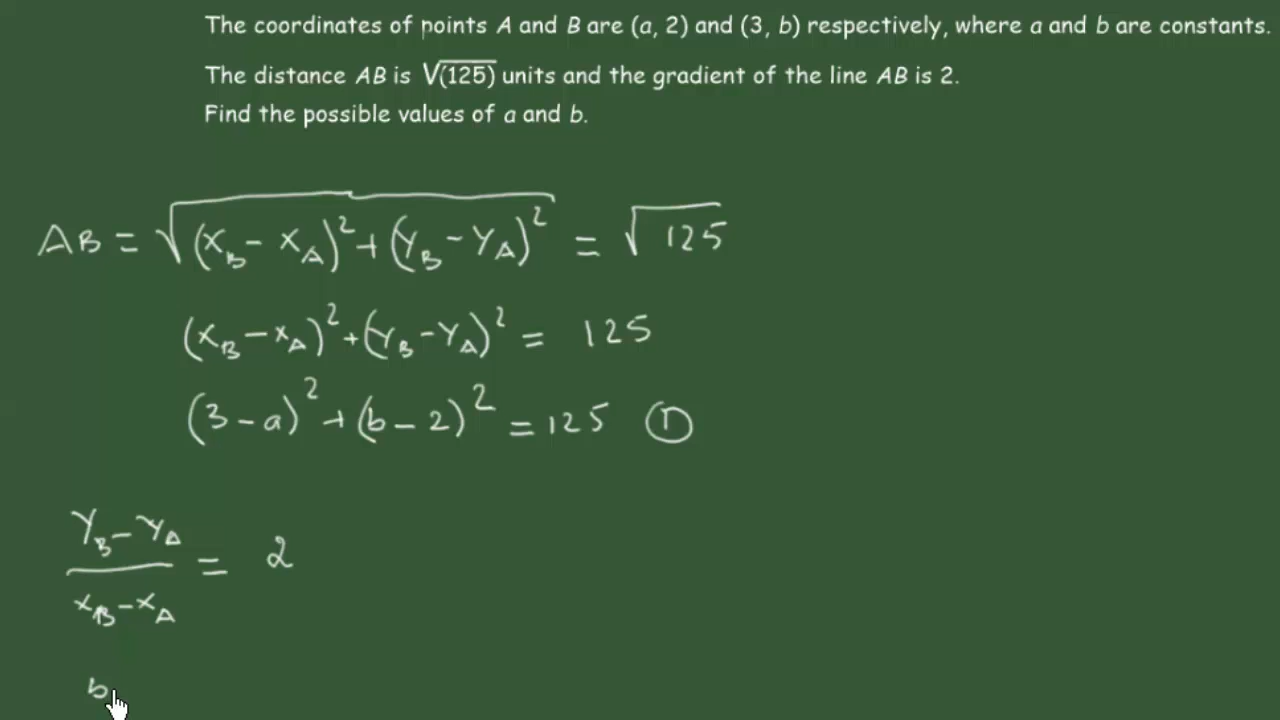 The coordinates of points A and B are (a, 2) and (3, b) respectively, where a and b are constants.
The distance AB is √(125) units and the gradient of the line AB is 2.
Find the possible values of a and b.
AB = √(x_B − x_A)² + (y_B − y_A)² = √125
(x_B − x_A)² + (y_B − y_A)² = 125
(3 − a)² + (b − 2)² = 125 ①
y_B − y_A
x_B − x_A
= 2
b